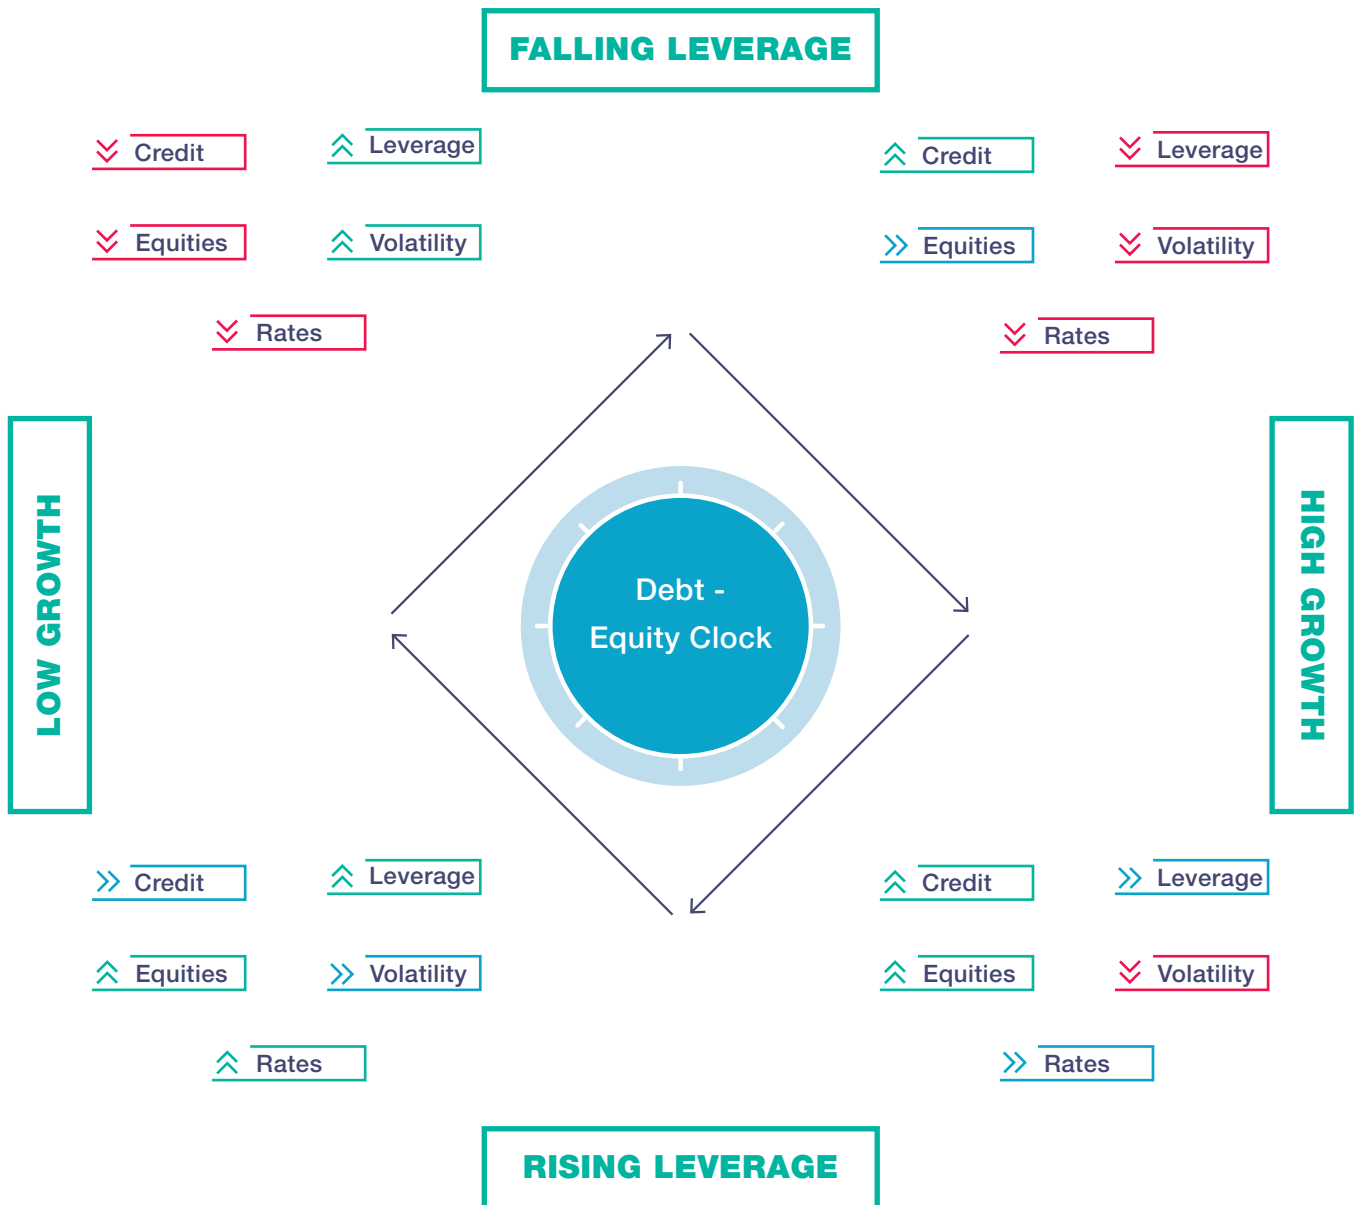 FALLING LEVERAGE
Credit
Leverage
Equities
Volatility
Rates
Credit
Leverage
Equities
Volatility
Rates
LOW GROWTH
Debt -
Equity Clock
HIGH GROWTH
Credit
Leverage
Equities
Volatility
Rates
Credit
Leverage
Equities
Volatility
Rates
RISING LEVERAGE